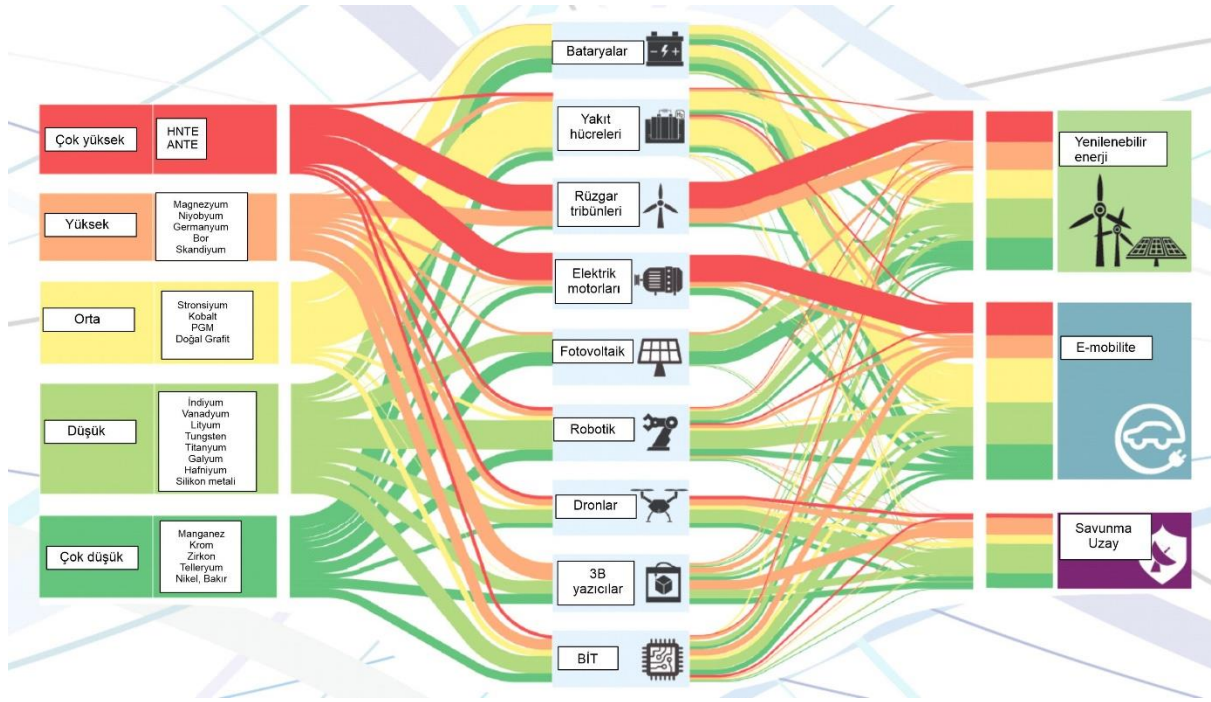 Çok yüksek
HNTE
ANTE
Yüksek
Magnezyum
Niyobyum
Germanyum
Bor
Skandiyum
Orta
Stronsiyum
Kobalt
PGM
Doğal Grafit
Düşük
İndiyum
Vanadyum
Lityum
Tungsten
Titanyum
Galyum
Hafniyum
Silikon metali
Çok düşük
Manganez
Krom
Zirkon
Telleryum
Nikel, Bakır
Bataryalar
Yakıt
hücreleri
Rüzgar
tribünleri
Elektrik
motorları
Fotovoltaik
Robotik
Dronlar
3B
yazıcılar
BİT
Yenilenebilir
enerji
E-mobilite
Savunma
Uzay